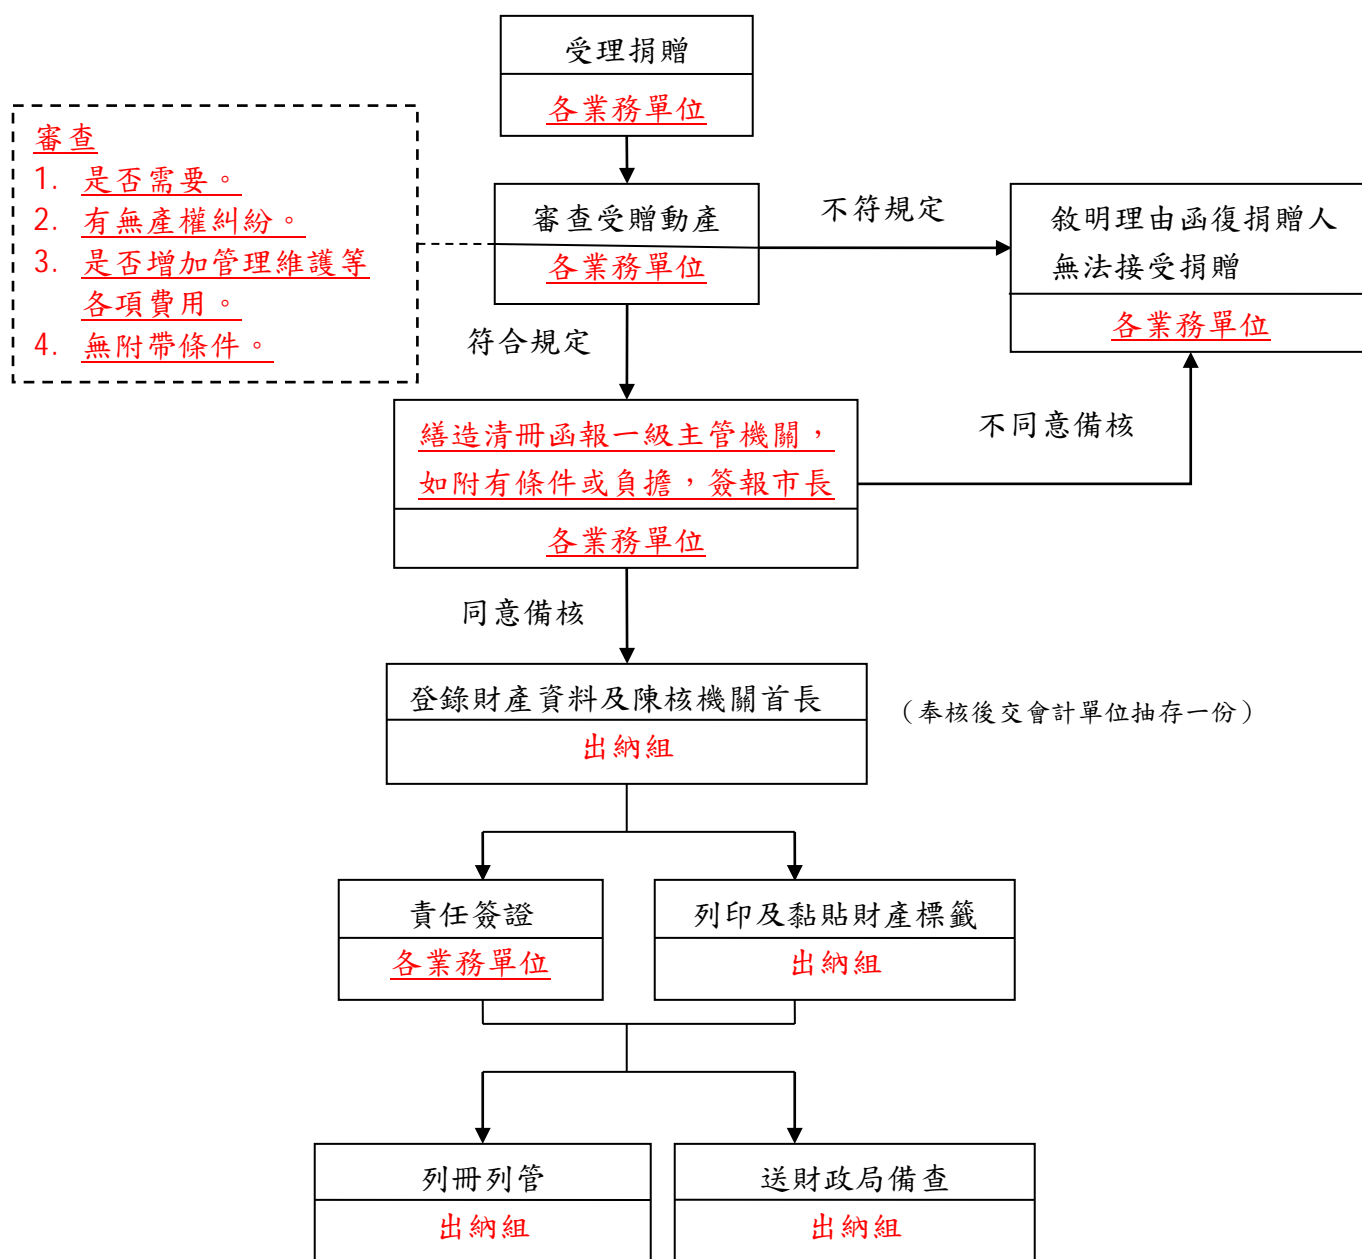 受理捐贈
各業務單位
審查
1. 是否需要。
2. 有無產權糾紛。
3. 是否增加管理維護等
各項費用。
4. 無附帶條件。
審查受贈動產
各業務單位
不符規定
敘明理由函復捐贈人
無法接受捐贈
各業務單位
符合規定
繕造清冊函報一級主管機關，
如附有條件或負擔，簽報市長
各業務單位
不同意備核
同意備核
登錄財產資料及陳核機關首長
出納組
（奉核後交會計單位抽存一份）
責任簽證
各業務單位
列印及黏貼財產標籤
出納組
列冊列管
出納組
送財政局備查
出納組